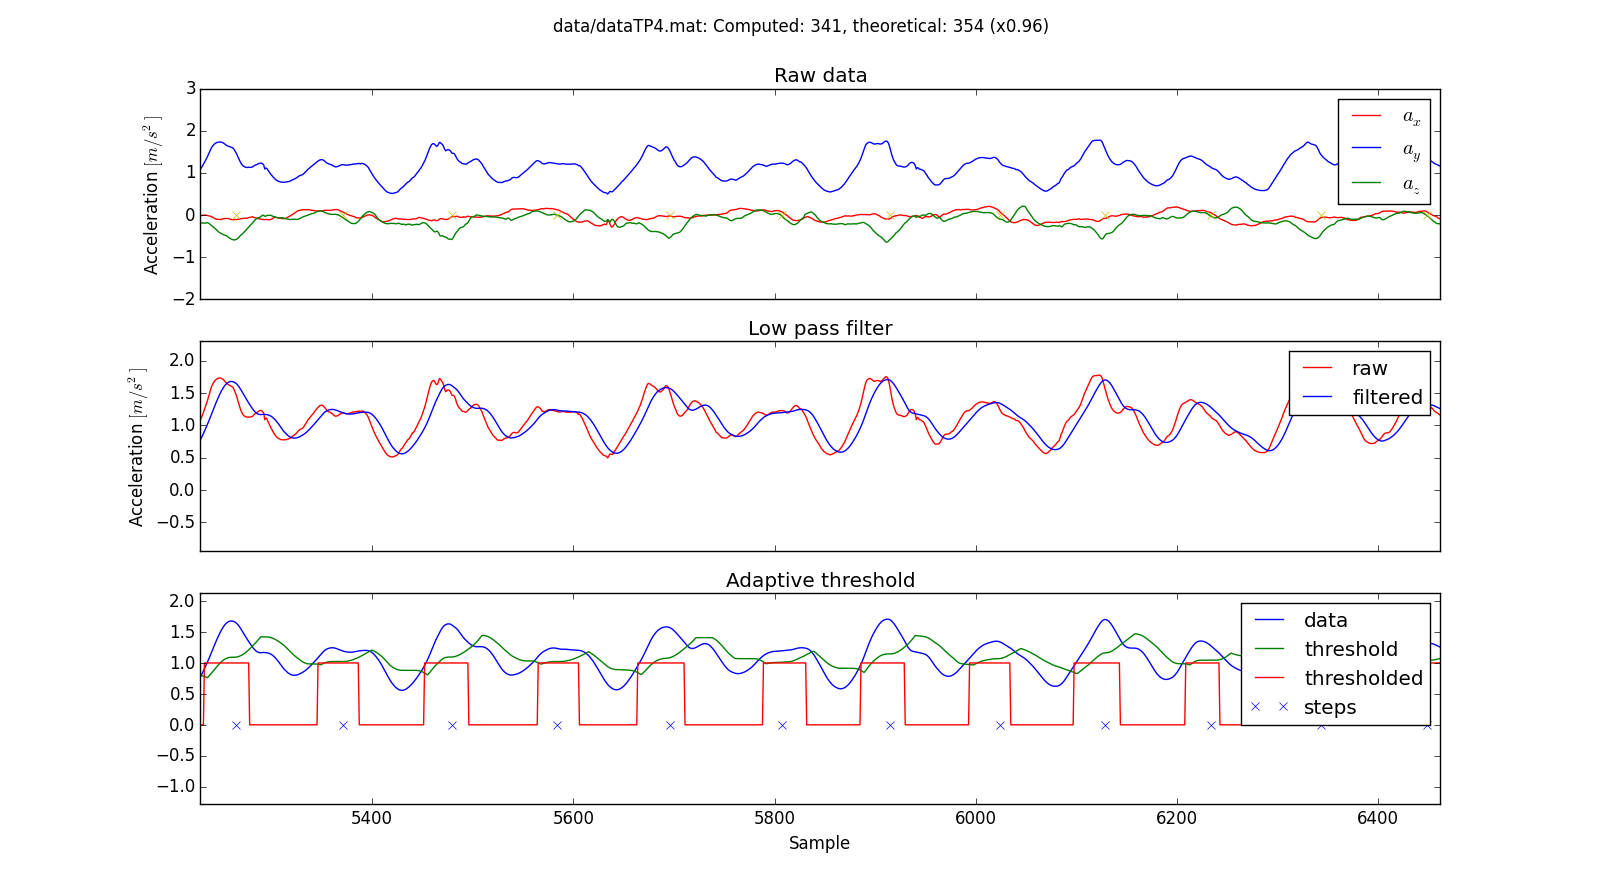 data/dataTP4.mat: Computed: 341, theoretical: 354 (x0.96)
Raw data
3
2
1
0
−1
−2
Acceleration [m/s²]
a_x
a_y
a_z
Low pass filter
2.0
1.5
1.0
0.5
0.0
−0.5
Acceleration [m/s²]
raw
filtered
Adaptive threshold
2.0
1.5
1.0
0.5
0.0
−0.5
−1.0
data
threshold
thresholded
steps
5400 5600 5800 6000 6200 6400
Sample